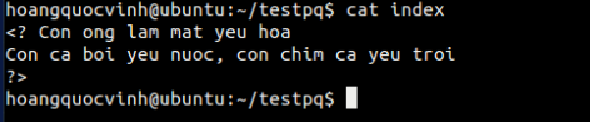 hoangquocvinh@ubuntu:~/testpq$ cat index
<? Con ong lam mat yeu hoa
Con ca boi yeu nuoc, con chim ca yeu troi
?>
hoangquocvinh@ubuntu:~/testpq$